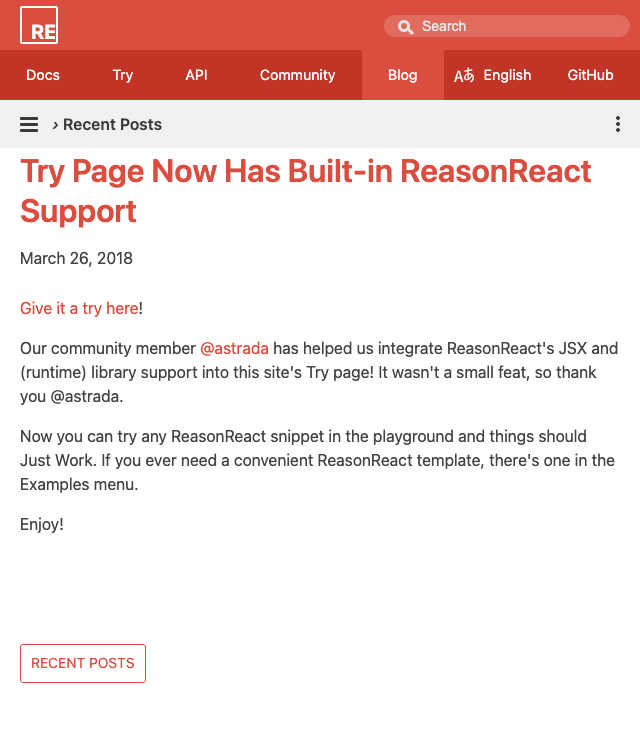 RE
Search
Docs Try API Community Blog Aあ English GitHub
› Recent Posts
Try Page Now Has Built-in ReasonReact
Support
March 26, 2018
Give it a try here!
Our community member @astrada has helped us integrate ReasonReact's JSX and
(runtime) library support into this site's Try page! It wasn't a small feat, so thank
you @astrada.
Now you can try any ReasonReact snippet in the playground and things should
Just Work. If you ever need a convenient ReasonReact template, there's one in the
Examples menu.
Enjoy!
RECENT POSTS